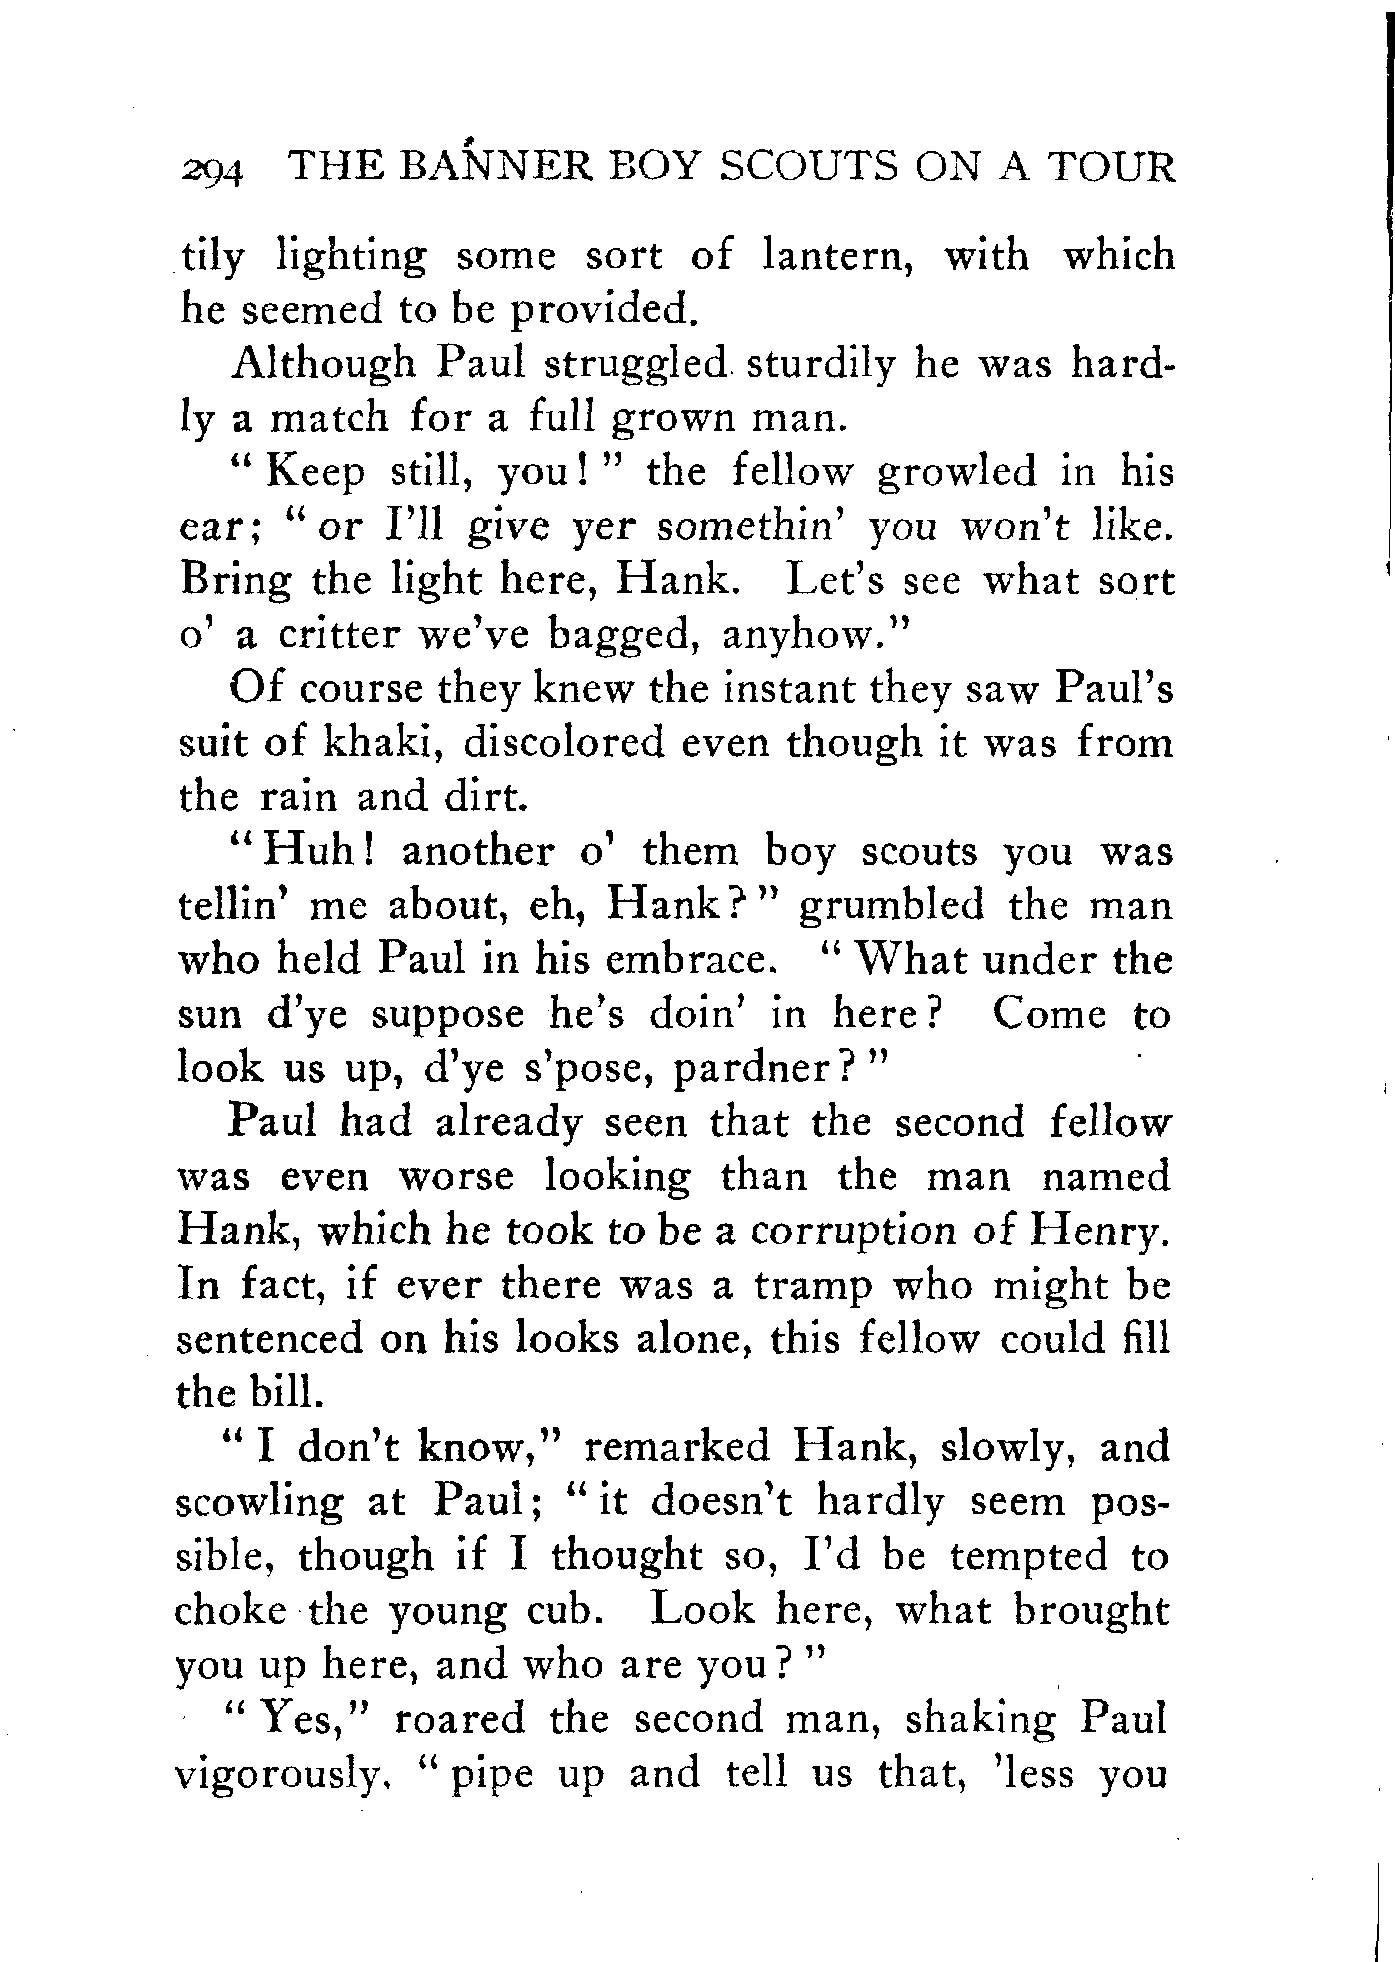 294 THE BANNER BOY SCOUTS ON A TOUR
tily lighting some sort of lantern, with which
he seemed to be provided.
Although Paul struggled sturdily he was hard-
ly a match for a full grown man.
" Keep still, you! " the fellow growled in his
ear; " or I'll give yer somethin' you won't like.
Bring the light here, Hank. Let's see what sort
o' a critter we've bagged, anyhow."
Of course they knew the instant they saw Paul's
suit of khaki, discolored even though it was from
the rain and dirt.
" Huh! another o' them boy scouts you was
tellin' me about, eh, Hank? " grumbled the man
who held Paul in his embrace. " What under the
sun d'ye suppose he's doin' in here? Come to
look us up, d'ye s'pose, pardner? "
Paul had already seen that the second fellow
was even worse looking than the man named
Hank, which he took to be a corruption of Henry.
In fact, if ever there was a tramp who might be
sentenced on his looks alone, this fellow could fill
the bill.
" I don't know," remarked Hank, slowly, and
scowling at Paul; " it doesn't hardly seem pos-
sible, though if I thought so, I'd be tempted to
choke the young cub. Look here, what brought
you up here, and who are you? "
" Yes," roared the second man, shaking Paul
vigorously. " pipe up and tell us that, 'less you